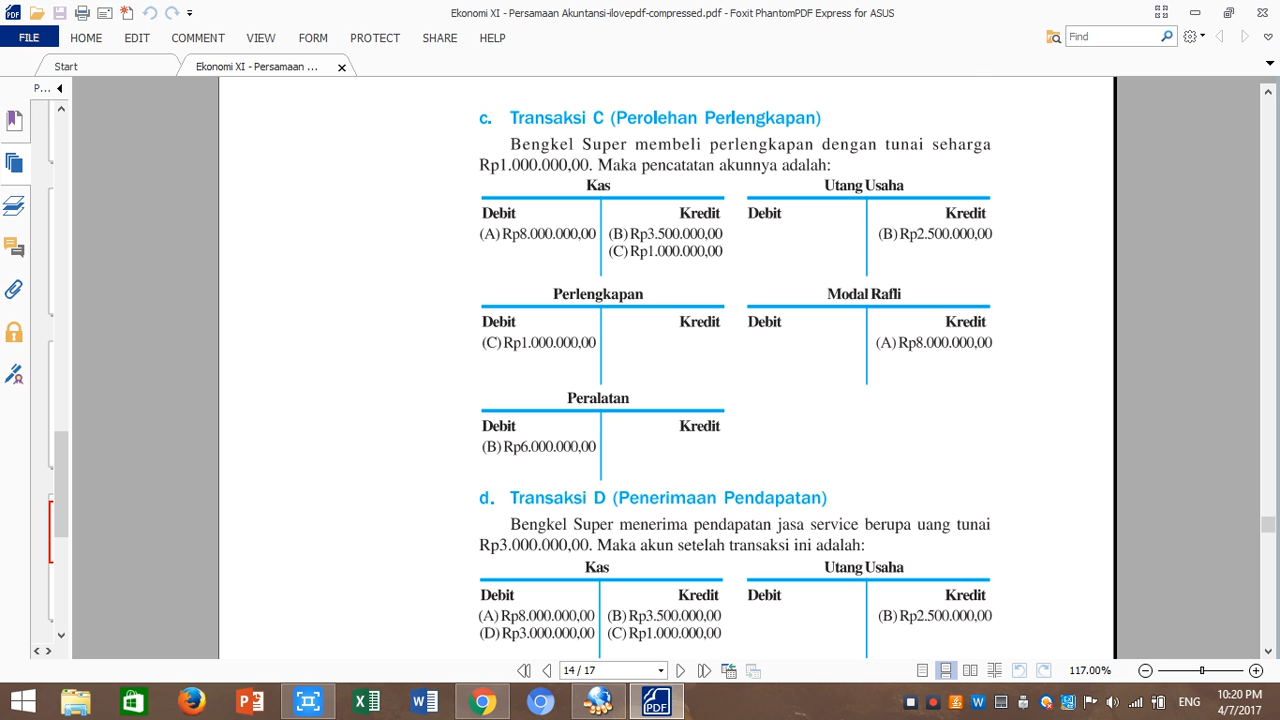 Ekonomi XI - Persamaan Akuntansi-ilovepdf-compressed.pdf - Foxit PhantomPDF Express for ASUS
FILE HOME EDIT COMMENT VIEW FORM PROTECT SHARE HELP
Find
Start Ekonomi XI - Persamaan ...
P...
c. Transaksi C (Perolehan Perlengkapan)
Bengkel Super membeli perlengkapan dengan tunai seharga
Rp1.000.000,00. Maka pencatatan akunnya adalah:
Kas Utang Usaha
Debit Kredit Debit Kredit
(A) Rp8.000.000,00 (B) Rp3.500.000,00 (B) Rp2.500.000,00
(C) Rp1.000.000,00
Perlengkapan Modal Rafli
Debit Kredit Debit Kredit
(C) Rp1.000.000,00 (A) Rp8.000.000,00
Peralatan
Debit Kredit
(B) Rp6.000.000,00
d. Transaksi D (Penerimaan Pendapatan)
Bengkel Super menerima pendapatan jasa service berupa uang tunai
Rp3.000.000,00. Maka akun setelah transaksi ini adalah:
Kas Utang Usaha
Debit Kredit Debit Kredit
(A) Rp8.000.000,00 (B) Rp3.500.000,00 (B) Rp2.500.000,00
(D) Rp3.000.000,00 (C) Rp1.000.000,00
14 / 17 117.00%
ENG 10:20 PM
4/7/2017